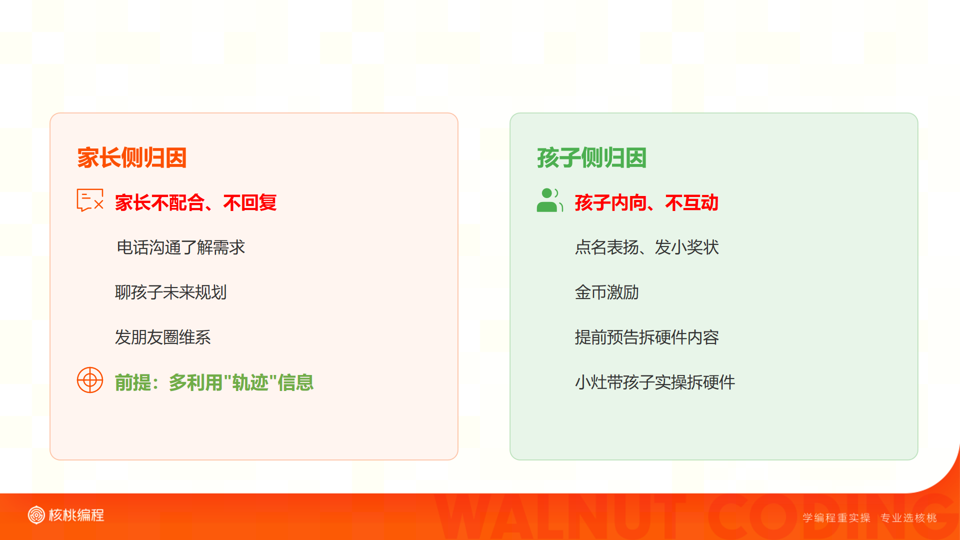 家长侧归因
家长不配合、不回复
电话沟通了解需求
聊孩子未来规划
发朋友圈维系
前提：多利用"轨迹"信息
孩子侧归因
孩子内向、不互动
点名表扬、发小奖状
金币激励
提前预告拆硬件内容
小灶带孩子实操拆硬件
核桃编程
WALNUT CODING
学编程重实操 专业选核桃